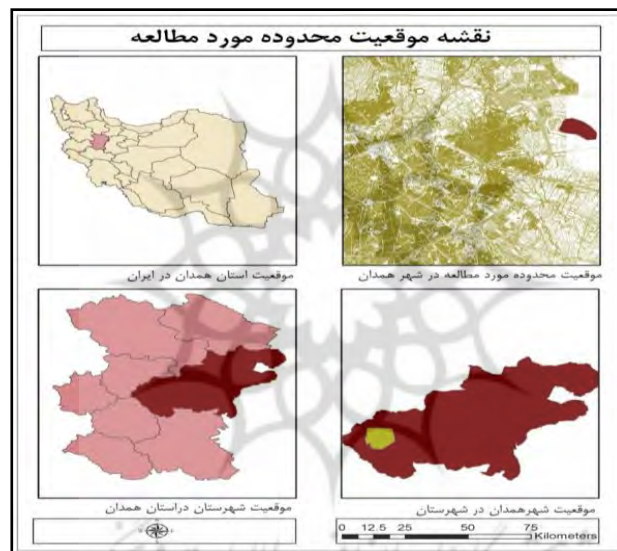 نقشه موقعیت محدوده مورد مطالعه
موقعیت استان همدان در ایران
موقعیت محدوده مورد مطالعه در شهر همدان
موقعیت شهرستان دراستان همدان
موقعیت شهرهمدان در شهرستان
0 12.5 25 50 75
Kilometers